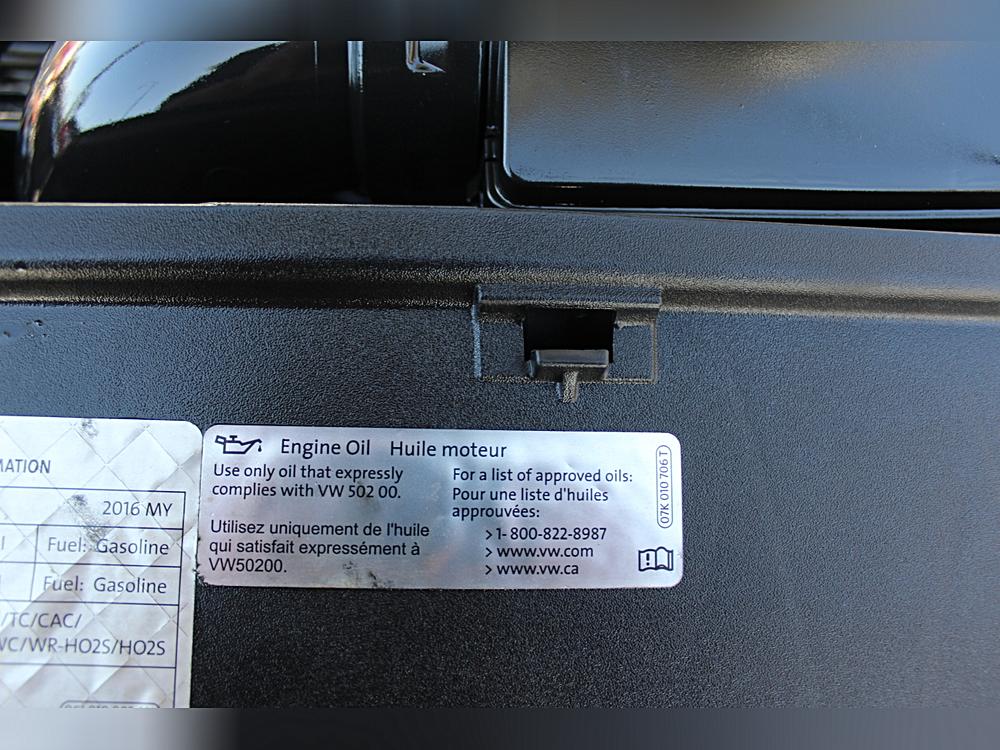 MATION
2016 MY
Fuel: Gasoline
Fuel: Gasoline
/TC/CAC/
WC/WR-HO2S/HO2S
Engine Oil Huile moteur
Use only oil that expressly
complies with VW 502 00.
Utilisez uniquement de l'huile
qui satisfait expressément à
VW50200.
For a list of approved oils:
Pour une liste d'huiles
approuvées:
> 1- 800-822-8987
> www.vw.com
> www.vw.ca
07K 010 706 T